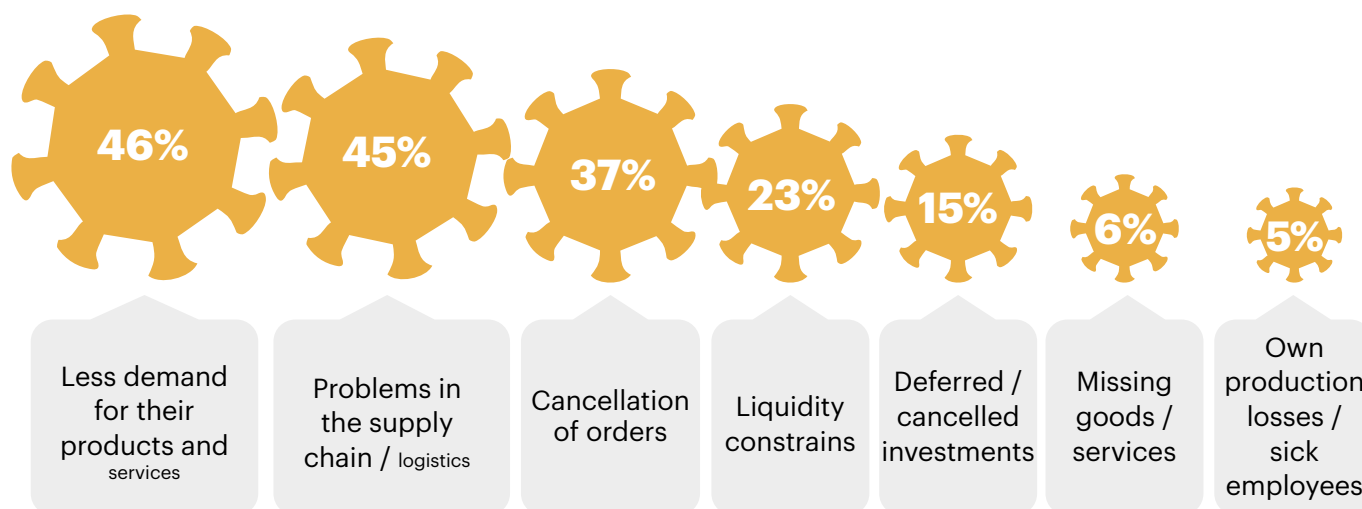 46%
45%
37%
23%
15%
6%
5%
Less demand
for their
products and
services
Problems in
the supply
chain / logistics
Cancellation
of orders
Liquidity
constrains
Deferred /
cancelled
investments
Missing
goods /
services
Own
production
losses /
sick
employees